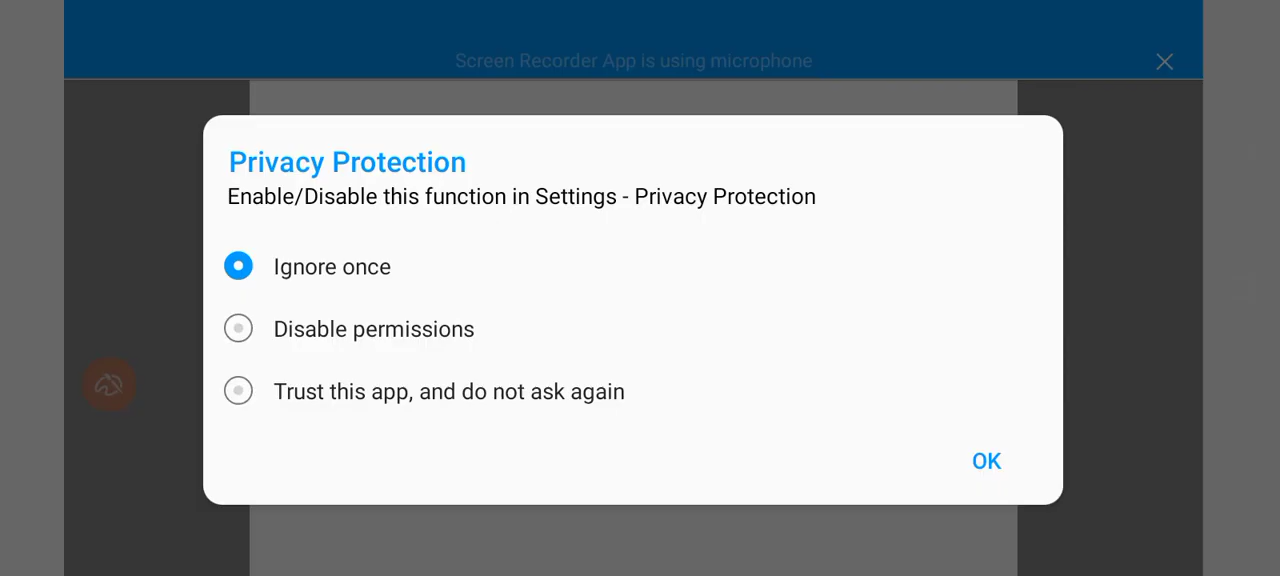 Screen Recorder App is using microphone
Privacy Protection
Enable/Disable this function in Settings - Privacy Protection
Ignore once
Disable permissions
Trust this app, and do not ask again
OK